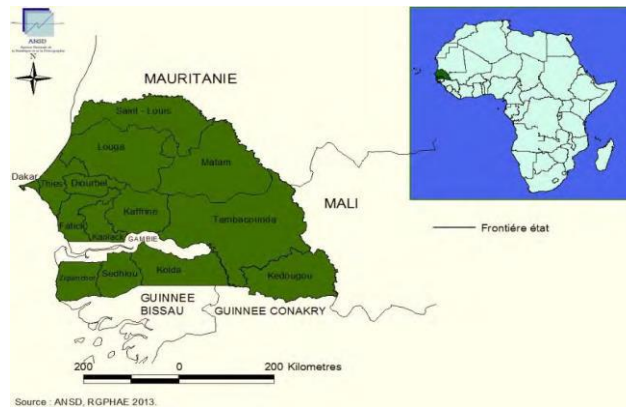 ANSD
N
MAURITANIE
Saint - Louis
Louga
Matam
Dakar
Thies
Diourbel
Fatick
Kaffrine
Kaolack
Tambacounda
MALI
GAMBIE
Frontiére état
Ziguinchor
Sedhiou
Kolda
Kedougou
GUINNEE
BISSAU
GUINNEE CONAKRY
200 0 200 Kilometres
Source : ANSD, RGPHAE 2013.